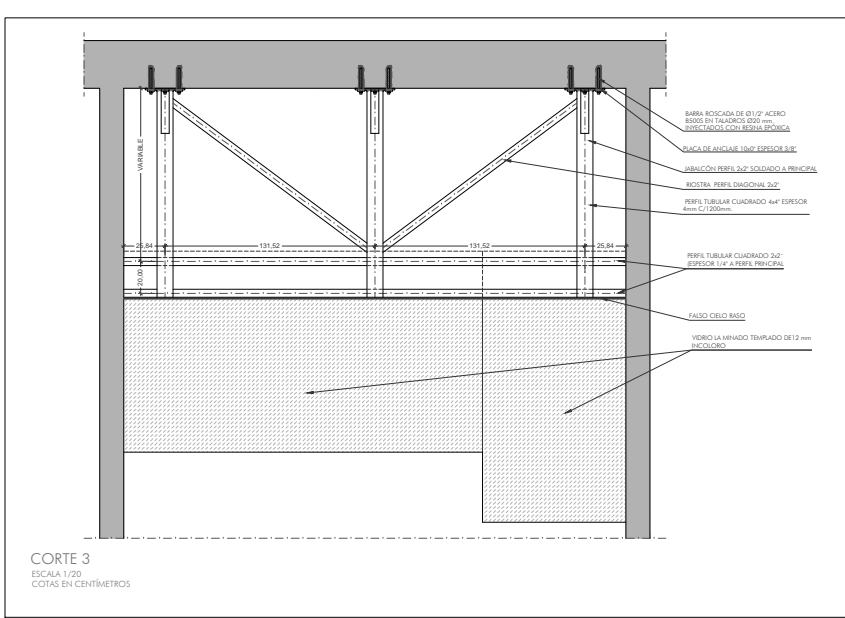 BARRA ROSCADA DE Ø1/2" ACERO
B500S EN TALADROS Ø20 mm,
INYECTADOS CON RESINA EPÓXICA
PLACA DE ANCLAJE 10x0" ESPESOR 3/8"
JABALCÓN PERFIL 2x2" SOLDADO A PRINCIPAL
RIOSTRA PERFIL DIAGONAL 2x2"
PERFIL TUBULAR CUADRADO 4x4" ESPESOR
4mm C/1200mm.
VARIABLE
25,84
131,52
131,52
25,84
20,00
PERFIL TUBULAR CUADRADO 2x2"
(ESPESOR 1/4" A PERFIL PRINCIPAL
FALSO CIELO RASO
VIDRIO LA MINADO TEMPLADO DE12 mm
INCOLORO
CORTE 3
ESCALA 1/20
COTAS EN CENTÍMETROS